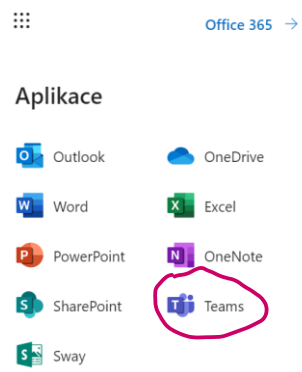 Office 365 →
Aplikace
Outlook OneDrive
Word Excel
PowerPoint OneNote
SharePoint Teams
Sway